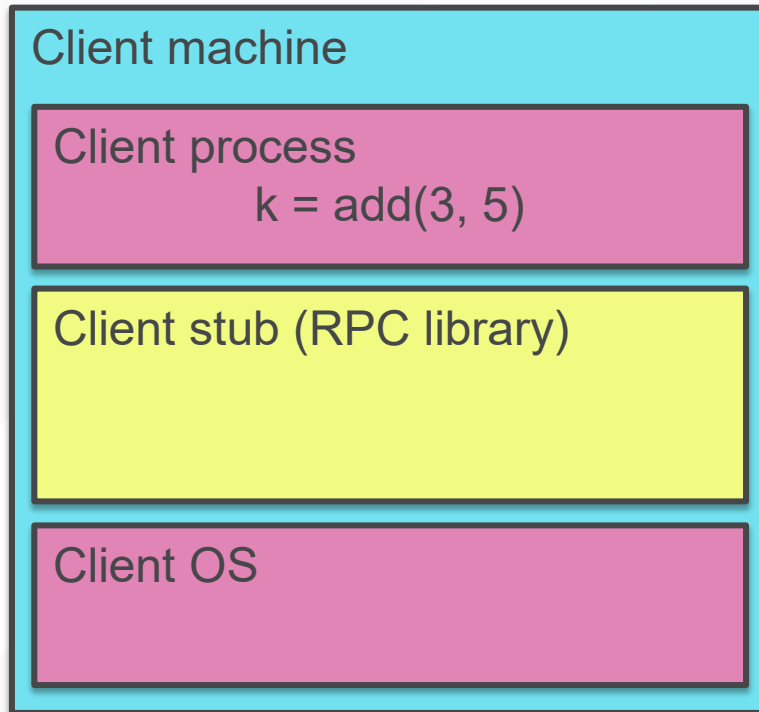 Client machine
Client process
k = add(3, 5)
Client stub (RPC library)
Client OS